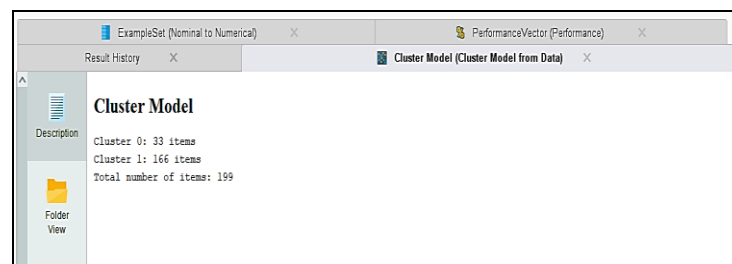 ExampleSet (Nominal to Numerical) X PerformanceVector (Performance) X
Result History X Cluster Model (Cluster Model from Data) X
Description
Folder
View
Cluster Model
Cluster 0: 33 items
Cluster 1: 166 items
Total number of items: 199